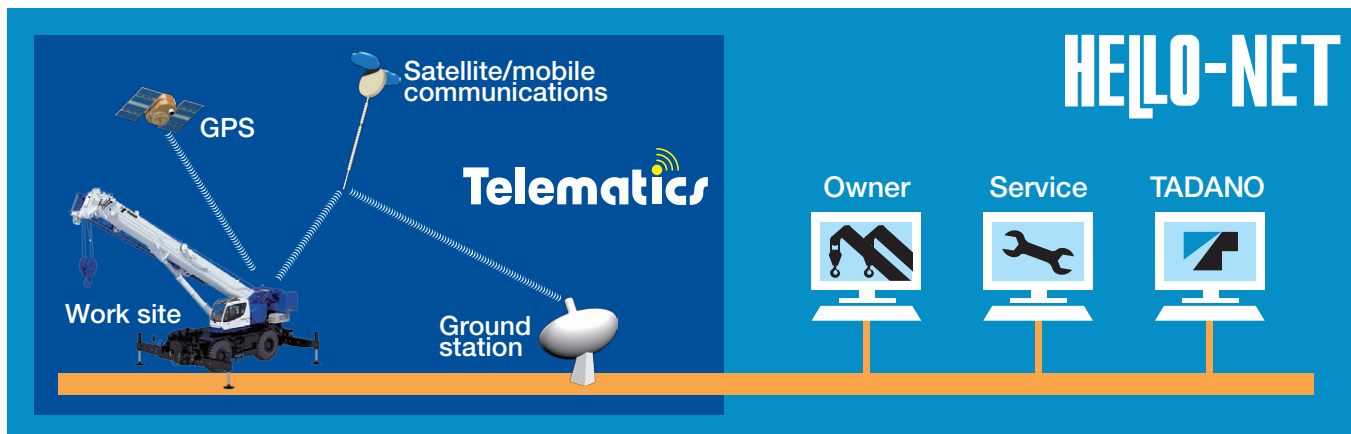 HELLO-NET
Satellite/mobile
communications
GPS
Telematics
Owner
Service
TADANO
Work site
Ground
station